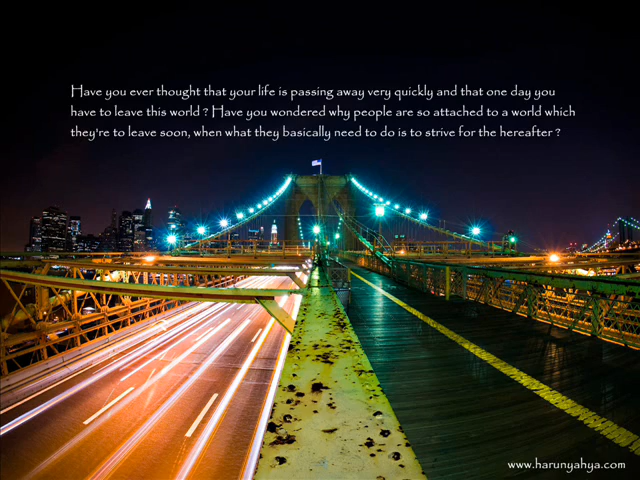 Have you ever thought that your life is passing away very quickly and that one day you
have to leave this world ? Have you wondered why people are so attached to a world which
they're to leave soon, when what they basically need to do is to strive for the hereafter ?
www.harunyahya.com